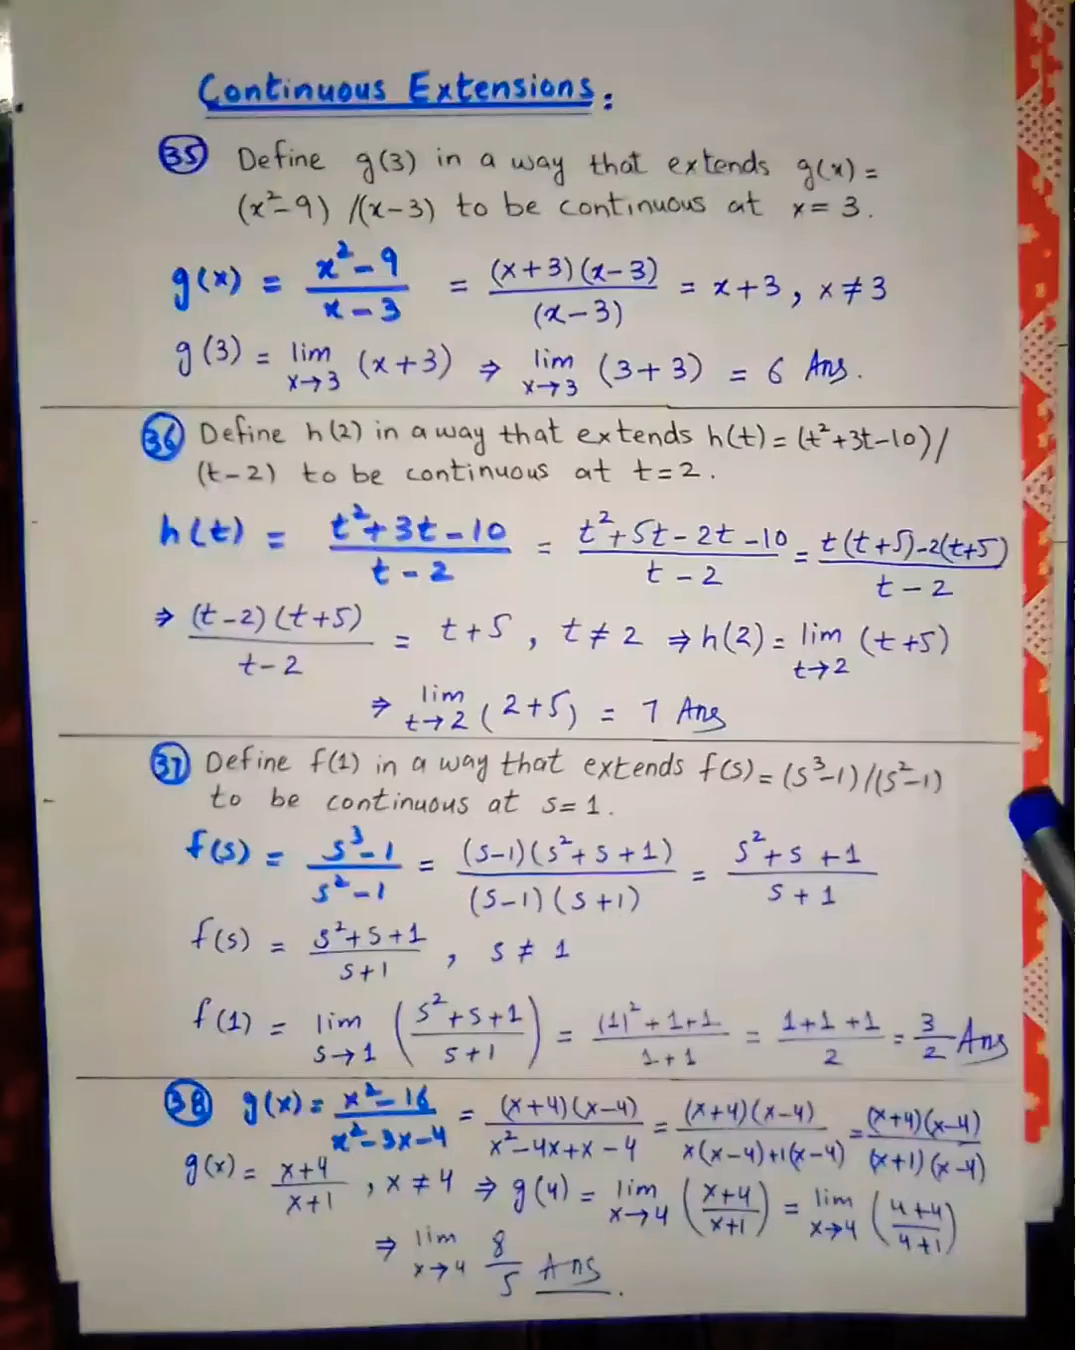 Continuous Extensions:
35 Define g(3) in a way that extends g(x) =
(x²-9) /(x-3) to be continuous at x = 3.
g(x) = x²-9 / x-3 = (x+3)(x-3) / (x-3) = x+3, x≠3
g(3) = lim x→3 (x+3) ⇒ lim x→3 (3+3) = 6 Ans.
36 Define h(2) in a way that extends h(t) = (t²+3t-10)/
(t-2) to be continuous at t=2.
h(t) = t²+3t-10 / t-2 = t²+5t-2t-10 / t-2 = t(t+5)-2(t+5) / t-2
⇒ (t-2)(t+5) / t-2 = t+5, t≠2 ⇒ h(2) = lim t→2 (t+5)
⇒ lim t→2 (2+5) = 7 Ans
37 Define f(1) in a way that extends f(s) = (s³-1)/(s²-1)
to be continuous at s=1.
f(s) = s³-1 / s²-1 = (s-1)(s²+s+1) / (s-1)(s+1) = s²+s+1 / s+1
f(s) = s²+s+1 / s+1, s≠1
f(1) = lim s→1 (s²+s+1 / s+1) = (1)²+1+1 / 1+1 = 1+1+1 / 2 = 3/2 Ans
38 g(x) = x²-16 / x²-3x-4 = (x+4)(x-4) / x²-4x+x-4 = (x+4)(x-4) / x(x-4)+1(x-4) = (x+4)(x-4) / (x+1)(x-4)
g(x) = x+4 / x+1, x≠4 ⇒ g(4) = lim x→4 (x+4 / x+1) = lim x→4 (4+4 / 4+1)
⇒ lim x→4 8/5 Ans.